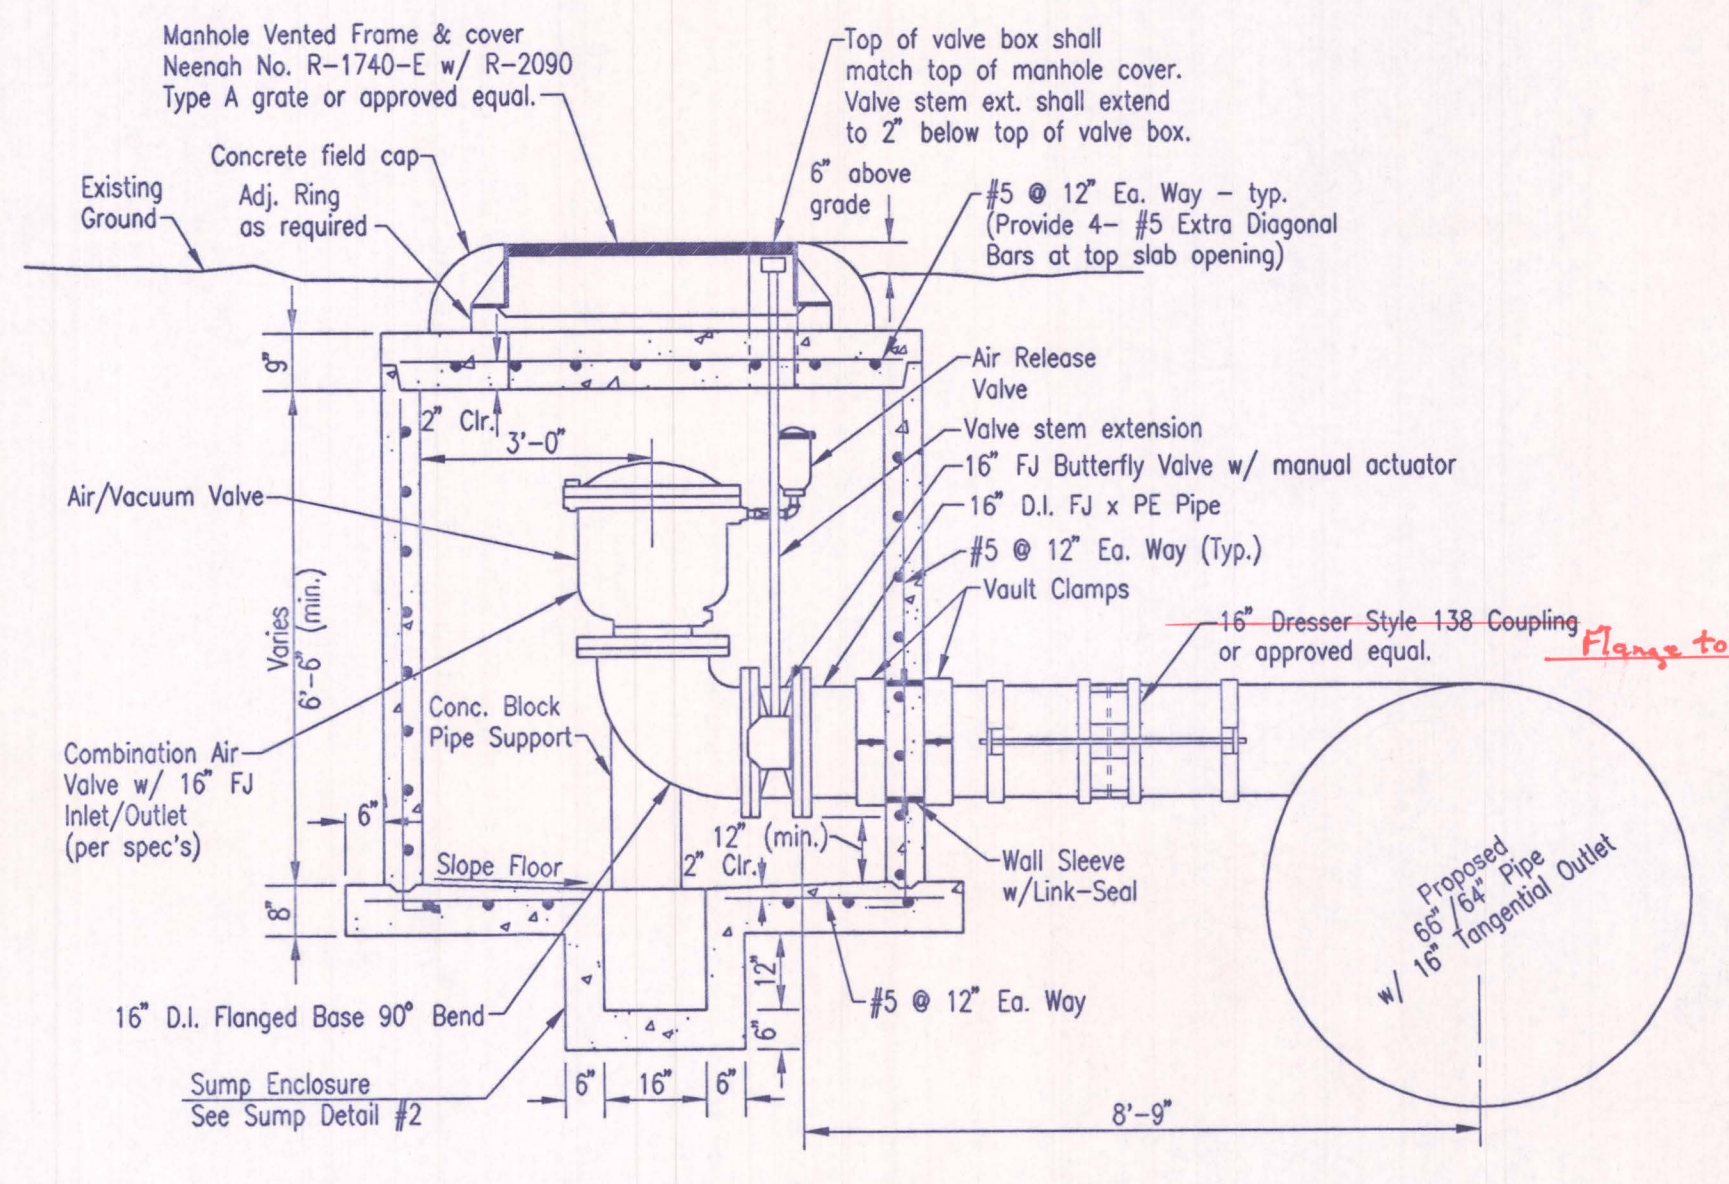 Manhole Vented Frame & cover
Neenah No. R-1740-E w/ R-2090
Type A grate or approved equal.
Top of valve box shall
match top of manhole cover.
Valve stem ext. shall extend
to 2" below top of valve box.
Concrete field cap
Adj. Ring
as required
Existing
Ground
6" above
grade
#5 @ 12" Ea. Way - typ.
(Provide 4- #5 Extra Diagonal
Bars at top slab opening)
9"
2" Clr.
3'-0"
Air Release
Valve
Valve stem extension
16" FJ Butterfly Valve w/ manual actuator
16" D.I. FJ x PE Pipe
#5 @ 12" Ea. Way (Typ.)
Vault Clamps
Air/Vacuum Valve
Varies
6'-6" (min.)
16" Dresser Style 138 Coupling
or approved equal.
Flange to
Conc. Block
Pipe Support
Combination Air
Valve w/ 16" FJ
Inlet/Outlet
(per spec's)
6"
12" (min.)
2"
Clr.
Slope Floor
Wall Sleeve
w/Link-Seal
Proposed
66"/64" Pipe
w/ 16" Tangential Outlet
8"
12"
6"
#5 @ 12" Ea. Way
16" D.I. Flanged Base 90° Bend
Sump Enclosure
See Sump Detail #2
6"
16"
6"
8'-9"